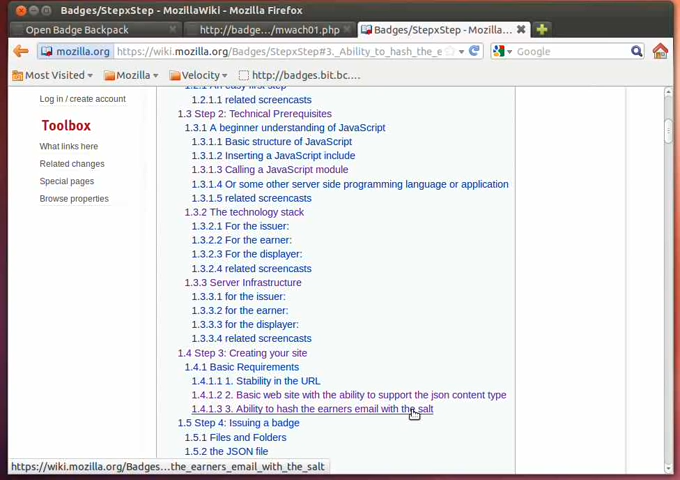 Badges/StepxStep - MozillaWiki - Mozilla Firefox
Open Badge Backpack
http://badge.../mwach01.php
Badges/StepxStep - Mozilla...
mozilla.org
https://wiki.mozilla.org/Badges/StepxStep#3._Ability_to_hash_the_e
Google
Most Visited
Mozilla
Velocity
http://badges.bit.bc....
Log in / create account
Toolbox
What links here
Related changes
Special pages
Browse properties
1.2.1 An easy first step
1.2.1.1 related screencasts
1.3 Step 2: Technical Prerequisites
1.3.1 A beginner understanding of JavaScript
1.3.1.1 Basic structure of JavaScript
1.3.1.2 Inserting a JavaScript include
1.3.1.3 Calling a JavaScript module
1.3.1.4 Or some other server side programming language or application
1.3.1.5 related screencasts
1.3.2 The technology stack
1.3.2.1 For the issuer:
1.3.2.2 For the earner:
1.3.2.3 For the displayer:
1.3.2.4 related screencasts
1.3.3 Server Infrastructure
1.3.3.1 for the issuer:
1.3.3.2 for the earner:
1.3.3.3 for the displayer:
1.3.3.4 related screencasts
1.4 Step 3: Creating your site
1.4.1 Basic Requirements
1.4.1.1 1. Stability in the URL
1.4.1.2 2. Basic web site with the ability to support the json content type
1.4.1.3 3. Ability to hash the earners email with the salt
1.5 Step 4: Issuing a badge
1.5.1 Files and Folders
1.5.2 the JSON file
https://wiki.mozilla.org/Badges...the_earners_email_with_the_salt